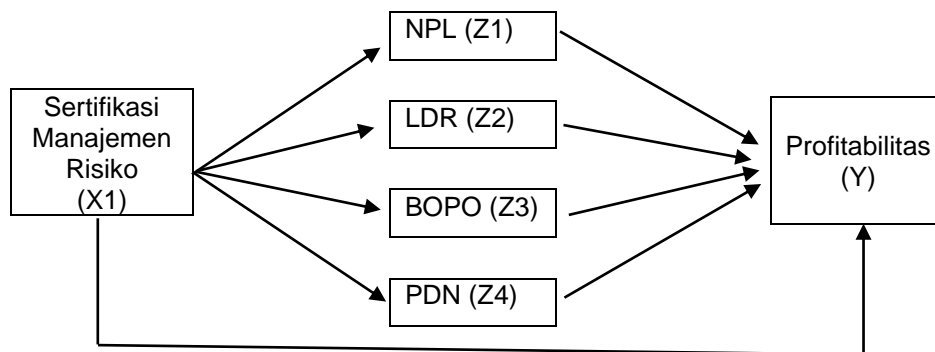 NPL (Z1)
Sertifikasi
Manajemen
Risiko
(X1)
LDR (Z2)
BOPO (Z3)
PDN (Z4)
Profitabilitas
(Y)